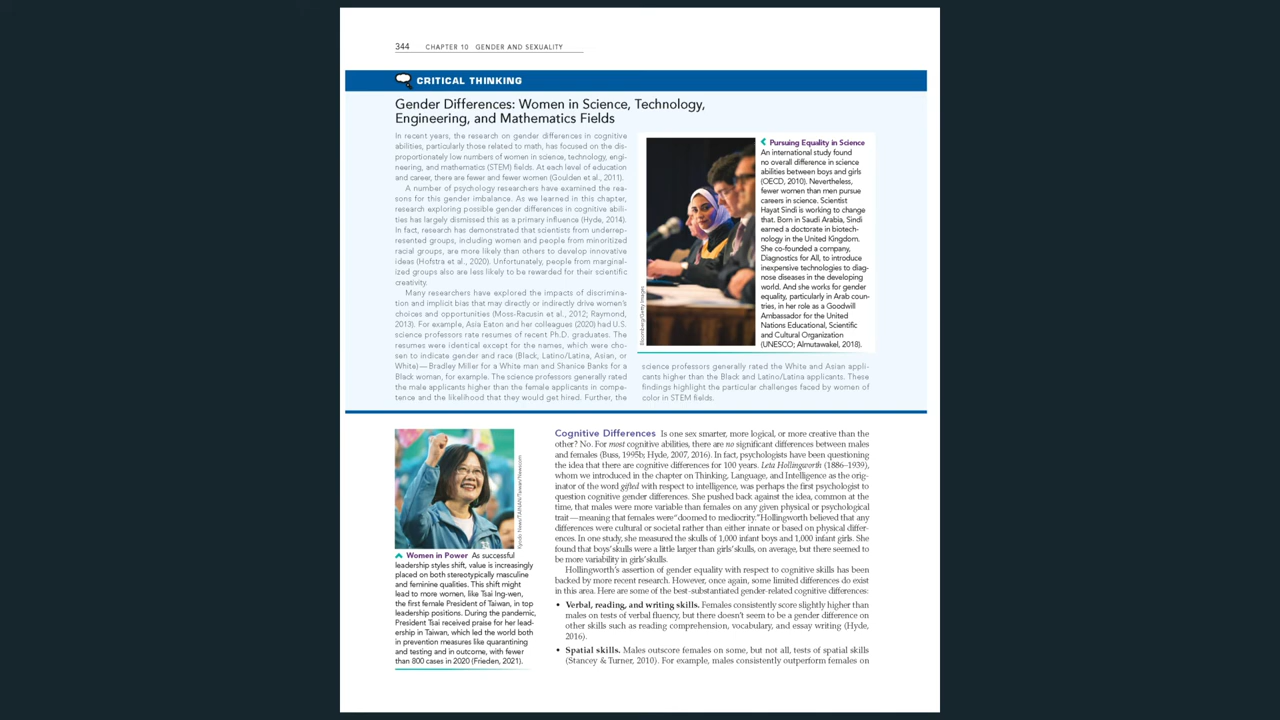 344 CHAPTER 10 GENDER AND SEXUALITY
CRITICAL THINKING
Gender Differences: Women in Science, Technology,
Engineering, and Mathematics Fields
In recent years, the research on gender differences in cognitive
abilities, particularly those related to math, has focused on the dis-
proportionately low numbers of women in science, technology, engi-
neering, and mathematics (STEM) fields. At each level of education
and career, there are fewer and fewer women (Goulden et al., 2011).
A number of psychology researchers have examined the rea-
sons for this gender imbalance. As we learned in this chapter,
research exploring possible gender differences in cognitive abili-
ties has largely dismissed this as a primary influence (Hyde, 2014).
In fact, research has demonstrated that scientists from underrep-
resented groups, including women and people from minoritized
racial groups, are more likely than others to develop innovative
ideas (Hofstra et al., 2020). Unfortunately, people from marginal-
ized groups also are less likely to be rewarded for their scientific
creativity.
Many researchers have explored the impacts of discrimina-
tion and implicit bias that may directly or indirectly drive women's
choices and opportunities (Moss-Racusin et al., 2012; Raymond,
2013). For example, Asia Eaton and her colleagues (2020) had U.S.
science professors rate resumes of recent Ph.D. graduates. The
resumes were identical except for the names, which were cho-
sen to indicate gender and race (Black, Latino/Latina, Asian, or
White)—Bradley Miller for a White man and Shanice Banks for a
Black woman, for example. The science professors generally rated
the male applicants higher than the female applicants in compe-
tence and the likelihood that they would get hired. Further, the
Bloomberg/Getty Images
Pursuing Equality in Science
An international study found
no overall difference in science
abilities between boys and girls
(OECD, 2010). Nevertheless,
fewer women than men pursue
careers in science. Scientist
Hayat Sindi is working to change
that. Born in Saudi Arabia, Sindi
earned a doctorate in biotech-
nology in the United Kingdom.
She co-founded a company,
Diagnostics for All, to introduce
inexpensive technologies to diag-
nose diseases in the developing
world. And she works for gender
equality, particularly in Arab coun-
tries, in her role as a Goodwill
Ambassador for the United
Nations Educational, Scientific
and Cultural Organization
(UNESCO; Almutawakel, 2018).
science professors generally rated the White and Asian appli-
cants higher than the Black and Latino/Latina applicants. These
findings highlight the particular challenges faced by women of
color in STEM fields.
Women in Power As successful
leadership styles shift, value is increasingly
placed on both stereotypically masculine
and feminine qualities. This shift might
lead to more women, like Tsai Ing-wen,
the first female President of Taiwan, in top
leadership positions. During the pandemic,
President Tsai received praise for her lead-
ership in Taiwan, which led the world both
in prevention measures like quarantining
and testing and in outcome, with fewer
than 800 cases in 2020 (Frieden, 2021).
Cognitive Differences Is one sex smarter, more logical, or more creative than the
other? No. For most cognitive abilities, there are no significant differences between males
and females (Buss, 1995b; Hyde, 2007, 2016). In fact, psychologists have been questioning
the idea that there are cognitive differences for 100 years. Leta Hollingworth (1886–1939),
whom we introduced in the chapter on Thinking, Language, and Intelligence as the orig-
inator of the word gifted with respect to intelligence, was perhaps the first psychologist to
question cognitive gender differences. She pushed back against the idea, common at the
time, that males were more variable than females on any given physical or psychological
trait—meaning that females were "doomed to mediocrity." Hollingworth believed that any
differences were cultural or societal rather than either innate or based on physical differ-
ences. In one study, she measured the skulls of 1,000 infant boys and 1,000 infant girls. She
found that boys' skulls were a little larger than girls' skulls, on average, but there seemed to
be more variability in girls' skulls.
Hollingworth's assertion of gender equality with respect to cognitive skills has been
backed by more recent research. However, once again, some limited differences do exist
in this area. Here are some of the best-substantiated gender-related cognitive differences:
• Verbal, reading, and writing skills. Females consistently score slightly higher than
males on tests of verbal fluency, but there doesn't seem to be a gender difference on
other skills such as reading comprehension, vocabulary, and essay writing (Hyde,
2016).
• Spatial skills. Males outscore females on some, but not all, tests of spatial skills
(Stancey & Turner, 2010). For example, males consistently outperform females on